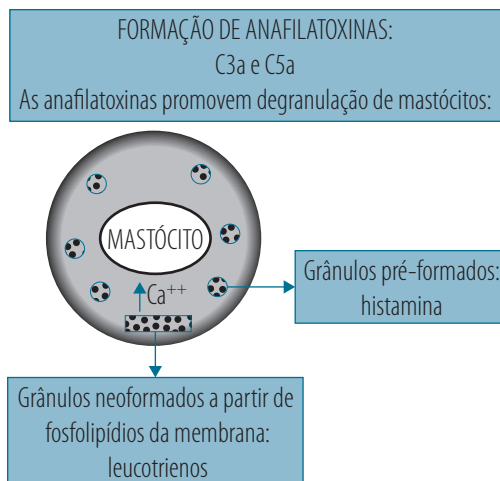 FORMAÇÃO DE ANAFILATOXINAS:
C3a e C5a
As anafilatoxinas promovem degranulação de mastócitos:
MASTÓCITO
Ca++
Grânulos pré-formados:
histamina
Grânulos neoformados a partir de
fosfolipídios da membrana:
leucotrienos